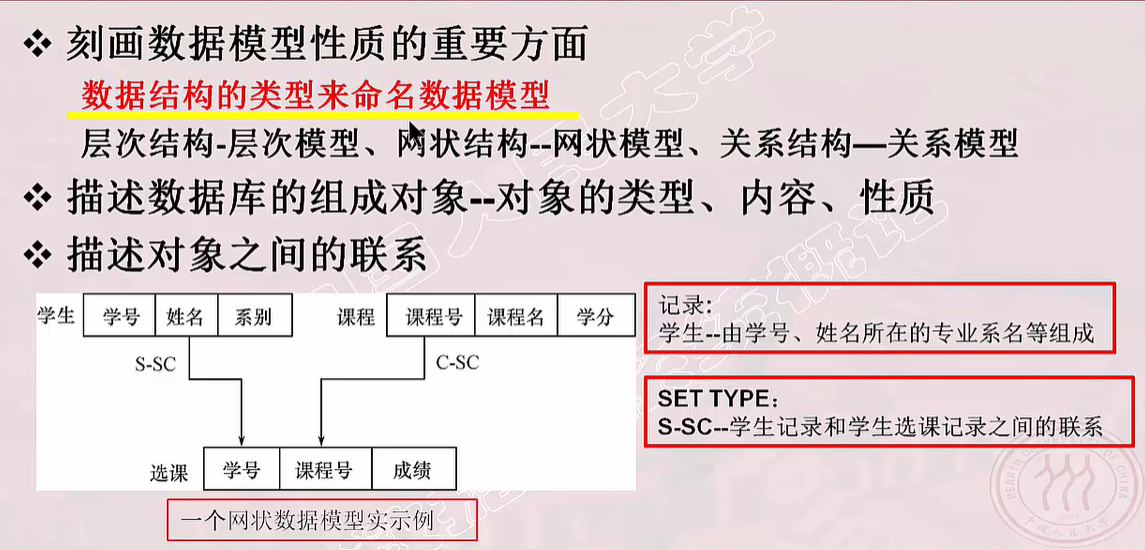 刻画数据模型性质的重要方面
数据结构的类型来命名数据模型
层次结构-层次模型、网状结构--网状模型、关系结构—关系模型
描述数据库的组成对象--对象的类型、内容、性质
描述对象之间的联系
学生 学号 姓名 系别 课程 课程号 课程名 学分
S-SC C-SC
选课 学号 课程号 成绩
一个网状数据模型实示例
记录:
学生--由学号、姓名所在的专业系名等组成
SET TYPE：
S-SC--学生记录和学生选课记录之间的联系